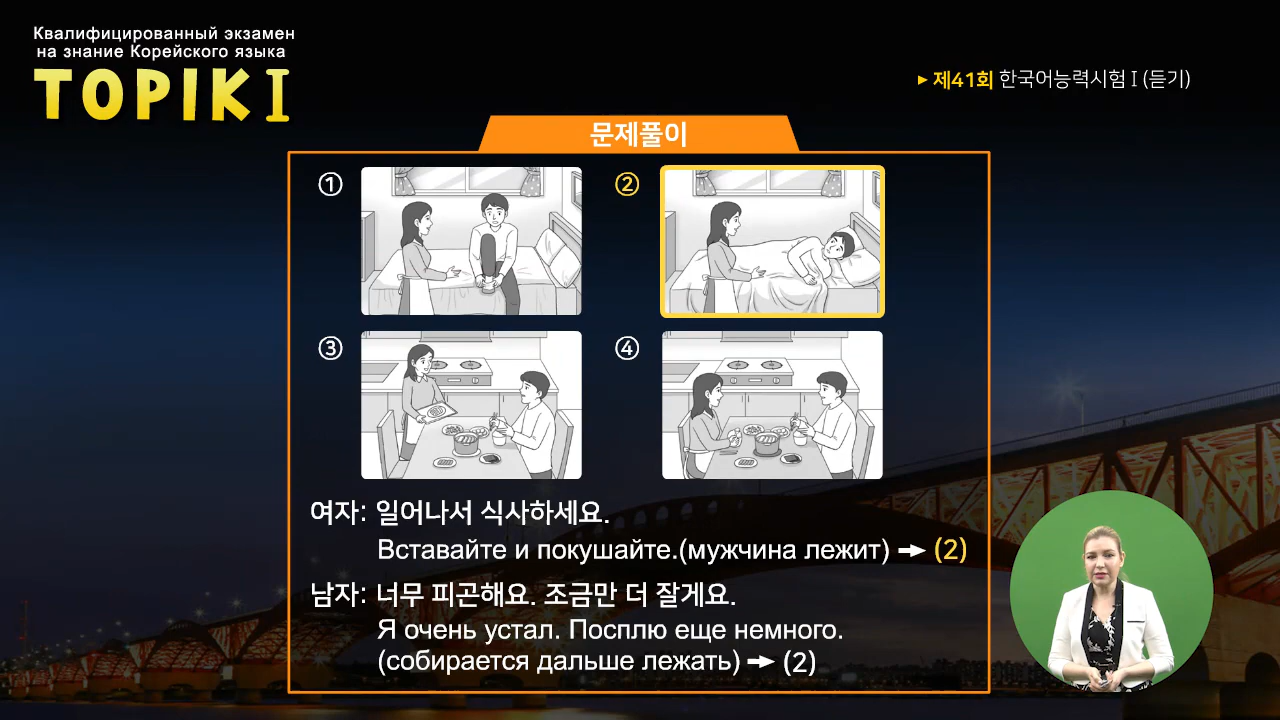 Квалифицированный экзамен
на знание Корейского языка
TOPIK I
▸ 제41회 한국어능력시험 I (듣기)
문제풀이
① ②
③ ④
여자: 일어나서 식사하세요.
Вставайте и покушайте.(мужчина лежит) ➡ (2)
남자: 너무 피곤해요. 조금만 더 잘게요.
Я очень устал. Посплю еще немного.
(собирается дальше лежать) ➡ (2)